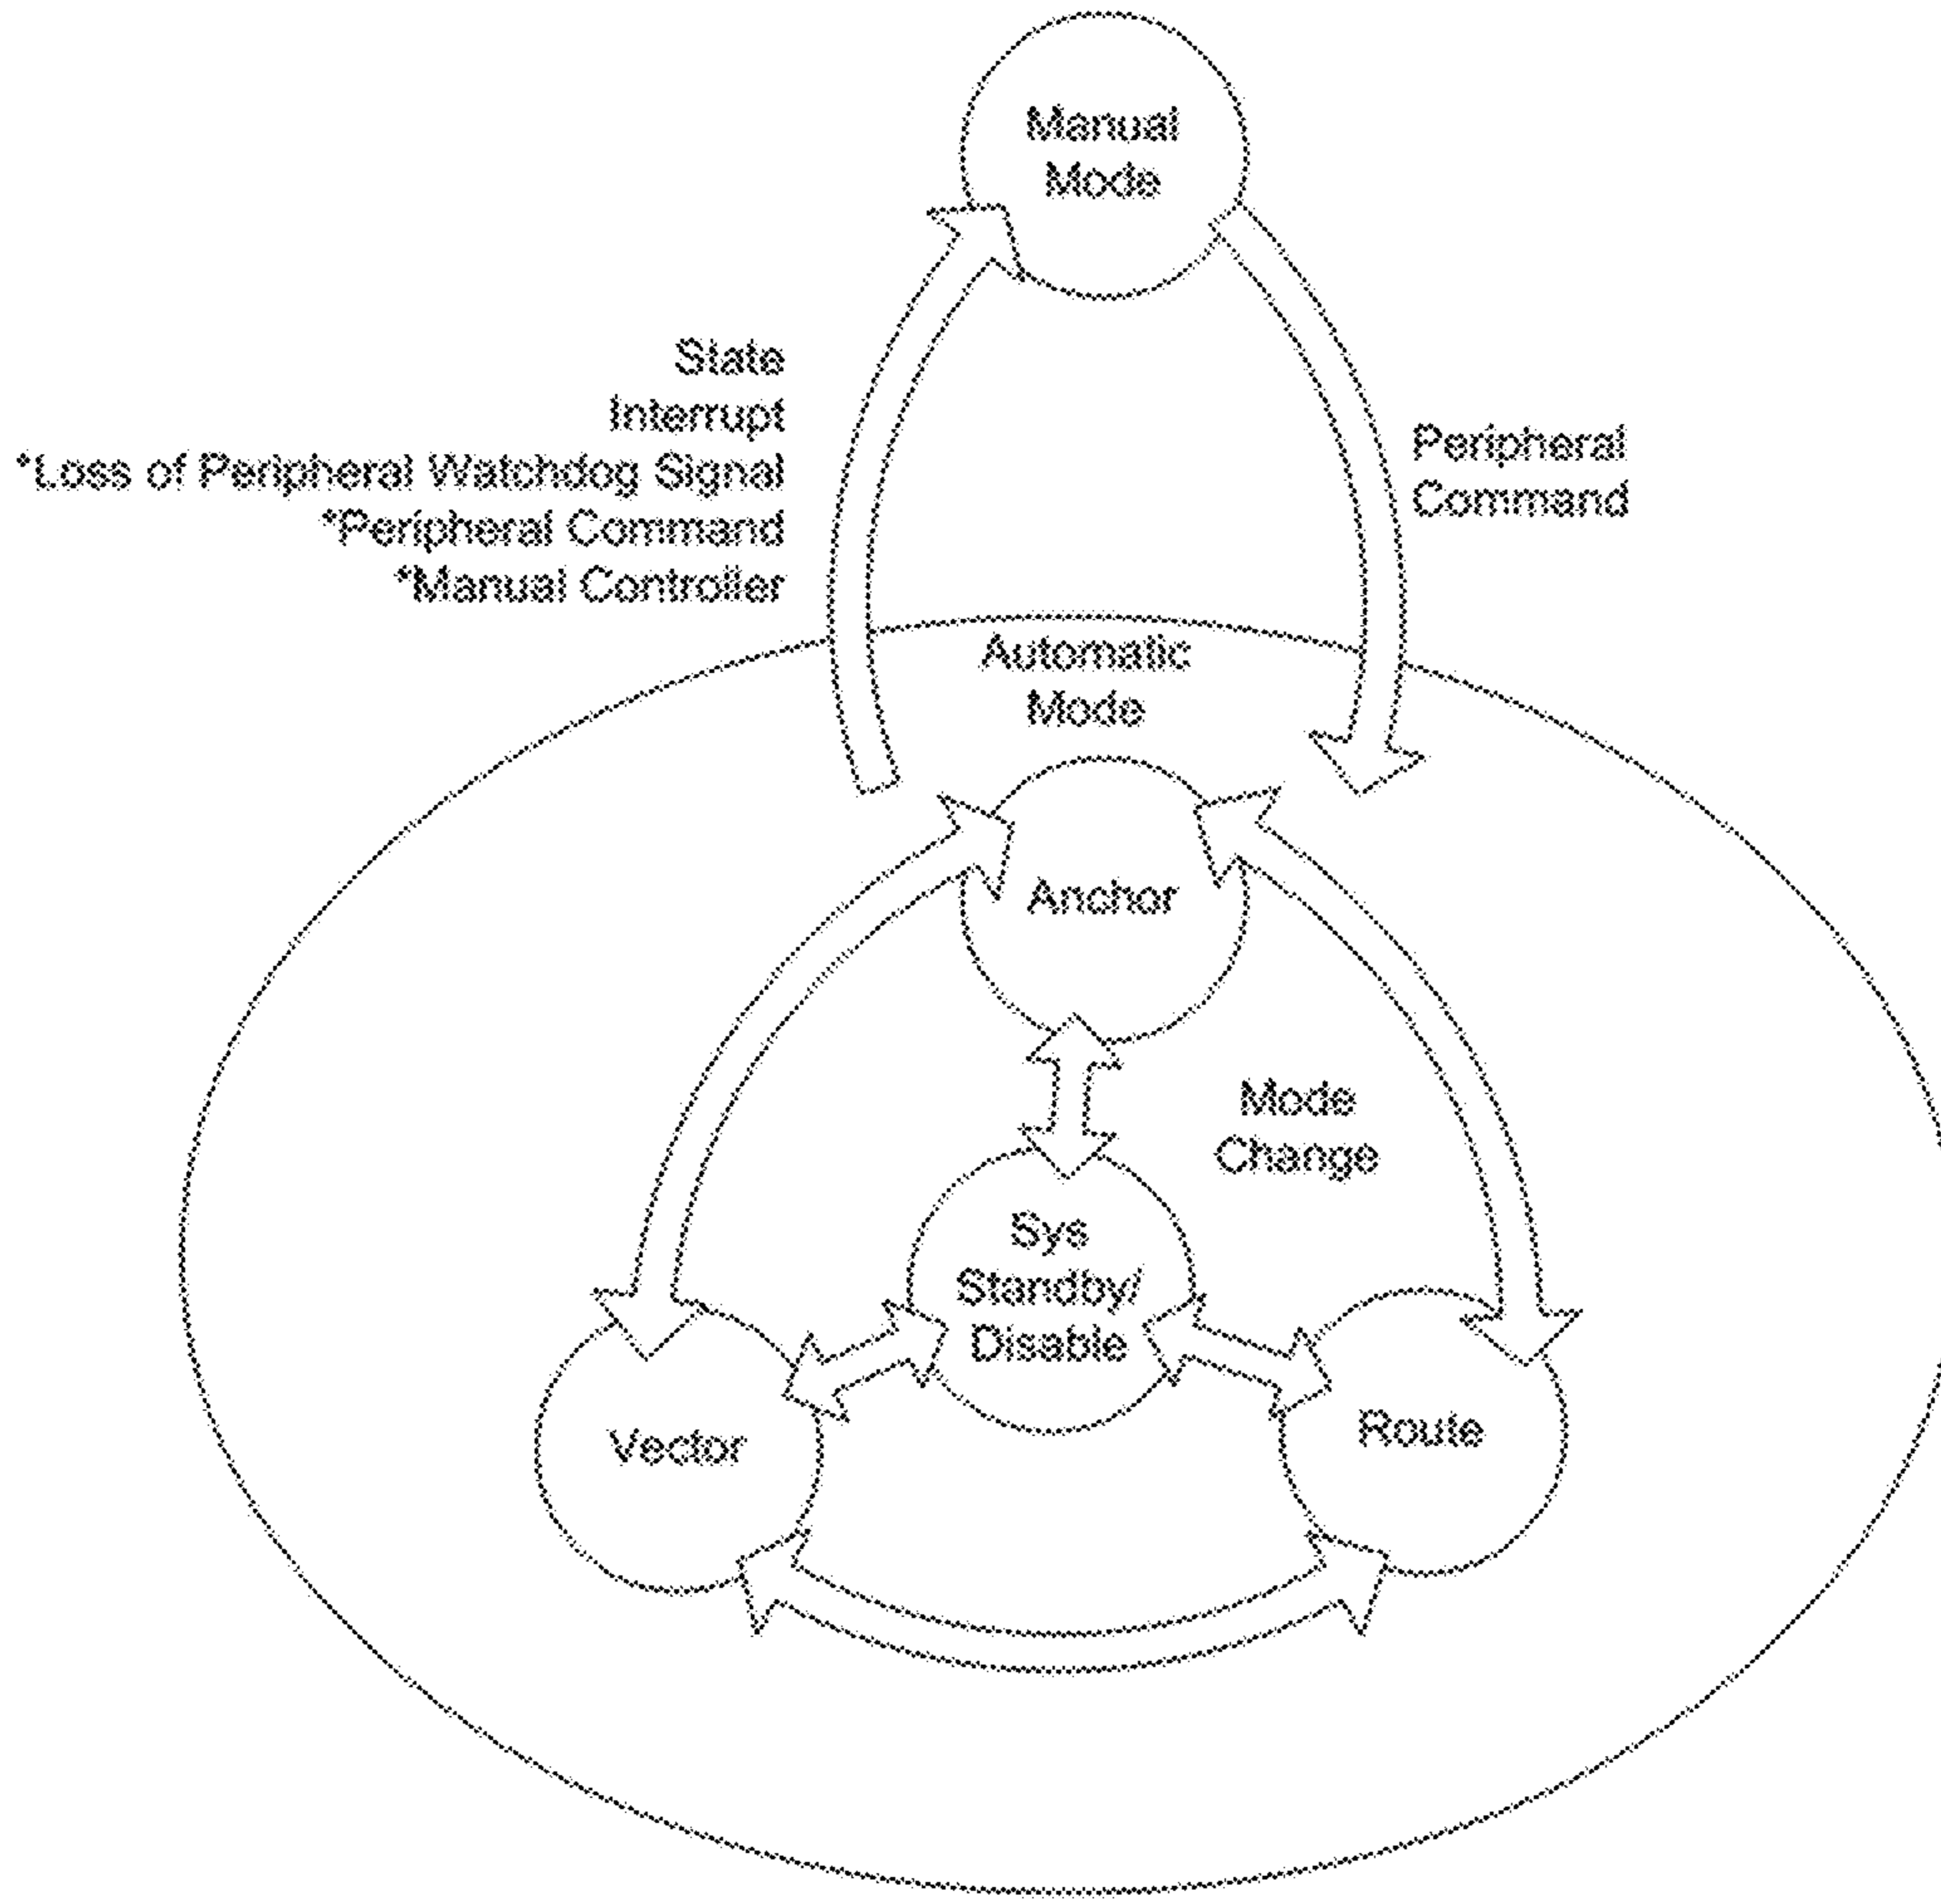 Manual
Mode
State
Interrupt
*Loss of Peripheral Watchdog Signal
*Peripheral Command
*Manual Controller
Peripheral
Command
Automatic
Mode
Anchor
Mode
Change
Sys
Standby/
Disable
Vector
Route